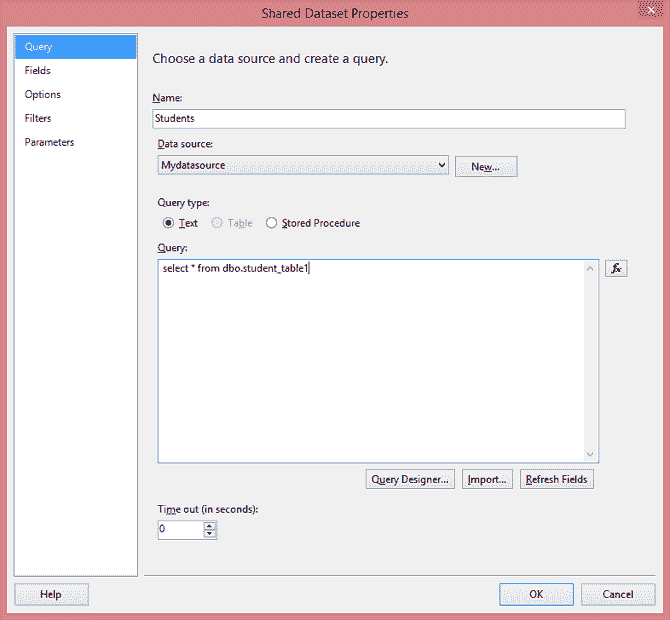 Shared Dataset Properties
Query
Fields
Options
Filters
Parameters
Choose a data source and create a query.
Name:
Students
Data source:
Mydatasource
New...
Query type:
Text
Table
Stored Procedure
Query:
select * from dbo.student_table1
fx
Query Designer...
Import...
Refresh Fields
Time out (in seconds):
0
Help
OK
Cancel